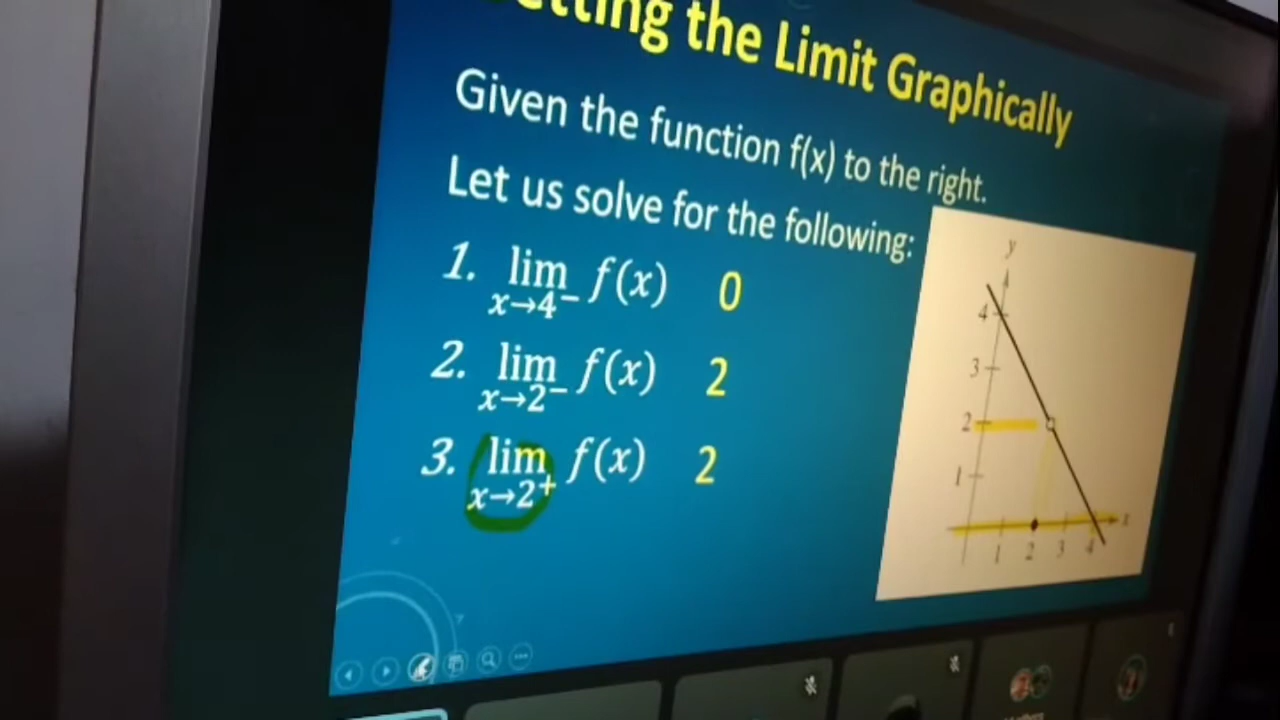 etting the Limit Graphically
Given the function f(x) to the right.
Let us solve for the following:
1. lim x→4⁻ f(x) 0
2. lim x→2⁻ f(x) 2
3. lim x→2⁺ f(x) 2
y
4
3
2
1
1 2 3 4 x